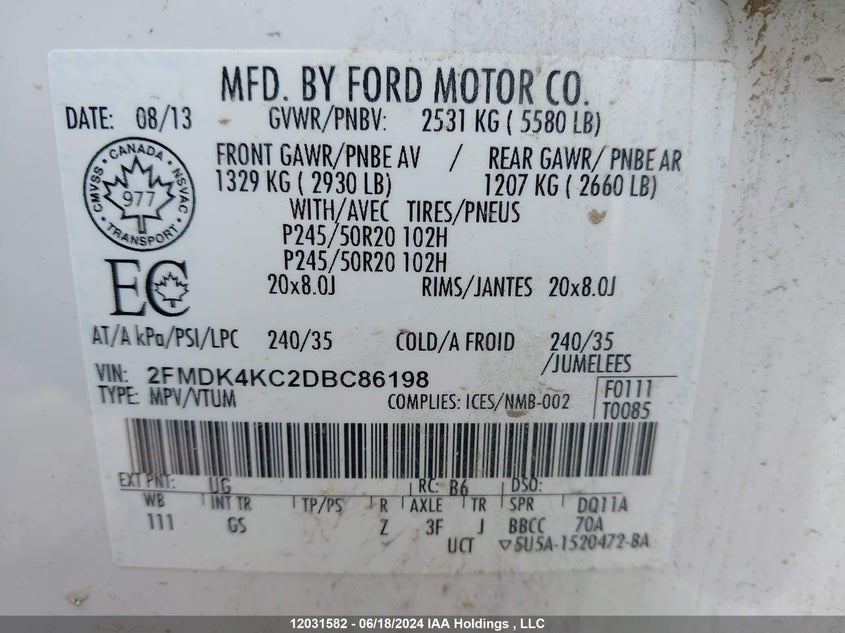 MFD. BY FORD MOTOR CO.
DATE: 08/13 GVWR/PNBV: 2531 KG ( 5580 LB)
FRONT GAWR/PNBE AV / REAR GAWR/ PNBE AR
1329 KG ( 2930 LB) 1207 KG ( 2660 LB)
WITH/AVEC TIRES/PNEUS
P245/50R20 102H
P245/50R20 102H
20x8.0J RIMS/JANTES 20x8.0J
CANADA
CMVSS 977 NSVAC
TRANSPORT
EC
AT/A kPa/PSI/LPC 240/35 COLD/A FROID 240/35
/JUMELEES
VIN: 2FMDK4KC2DBC86198
TYPE: MPV/VTUM COMPLIES: ICES/NMB-002
F0111
T0085
EXT PNT: UG RC: B6 DSO:
WB INT TR TP/PS R AXLE TR SPR DQ11A
111 GS Z 3F J BBCC 70A
UCT ▽5U5A-1520472-BA
12031582 - 06/18/2024 IAA Holdings , LLC